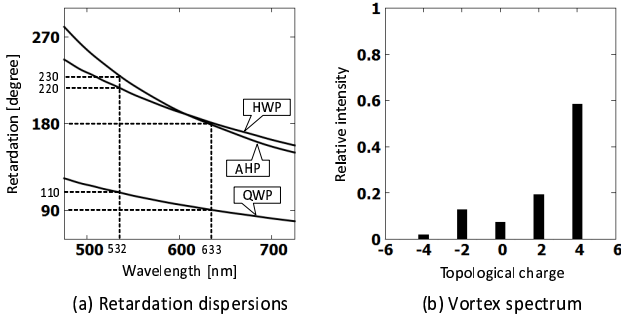 Retardation [degree]
270
230
220
180
110
90
HWP
AHP
QWP
500 532 600 633 700
Wavelength [nm]
(a) Retardation dispersions
Relative intensity
1
0.8
0.6
0.4
0.2
0
-6 -4 -2 0 2 4 6
Topological charge
(b) Vortex spectrum